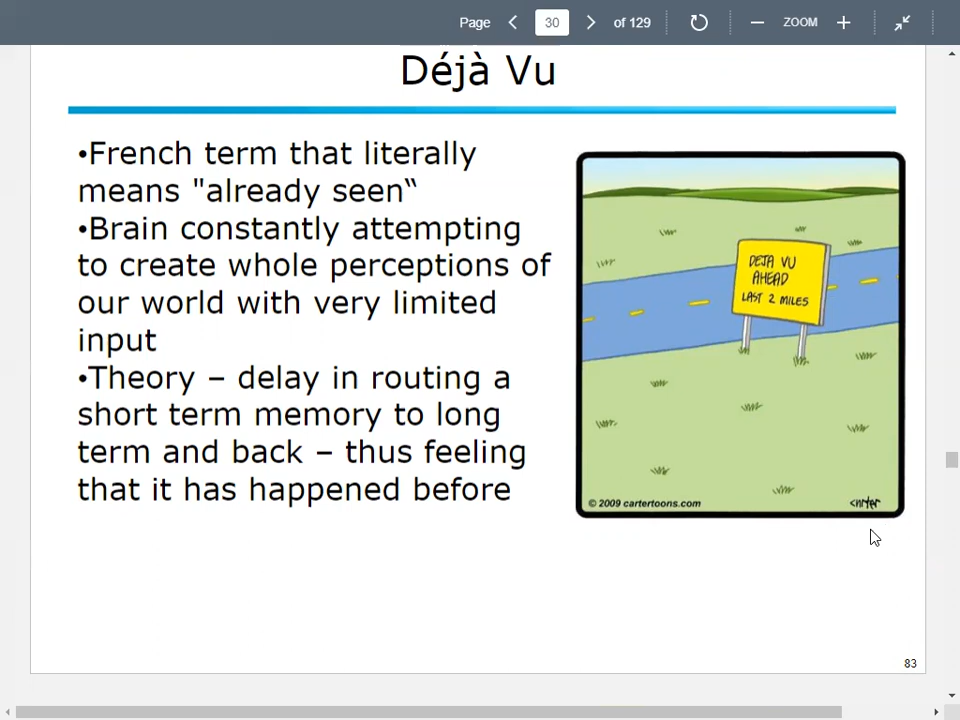 Page 30 of 129 ZOOM
Déjà Vu
•French term that literally
means "already seen“
•Brain constantly attempting
to create whole perceptions of
our world with very limited
input
•Theory – delay in routing a
short term memory to long
term and back – thus feeling
that it has happened before
DEJA VU
AHEAD
LAST 2 MILES
© 2009 cartertoons.com
carter
83